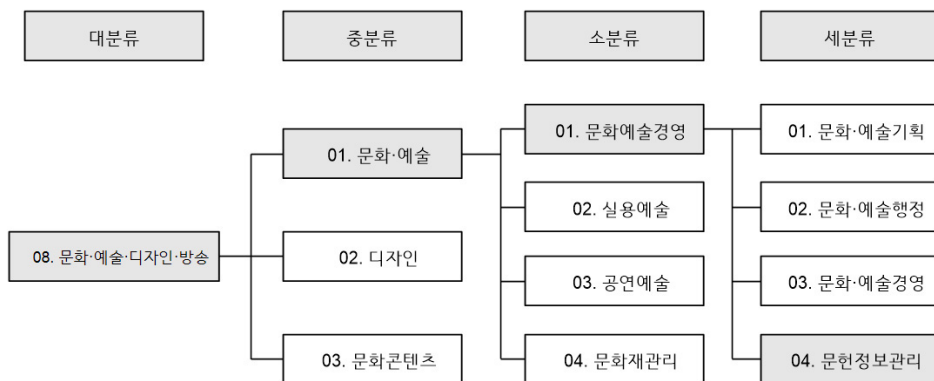 대분류
중분류
소분류
세분류
08. 문화·예술·디자인·방송
01. 문화·예술
02. 디자인
03. 문화콘텐츠
01. 문화예술경영
02. 실용예술
03. 공연예술
04. 문화재관리
01. 문화·예술기획
02. 문화·예술행정
03. 문화·예술경영
04. 문헌정보관리